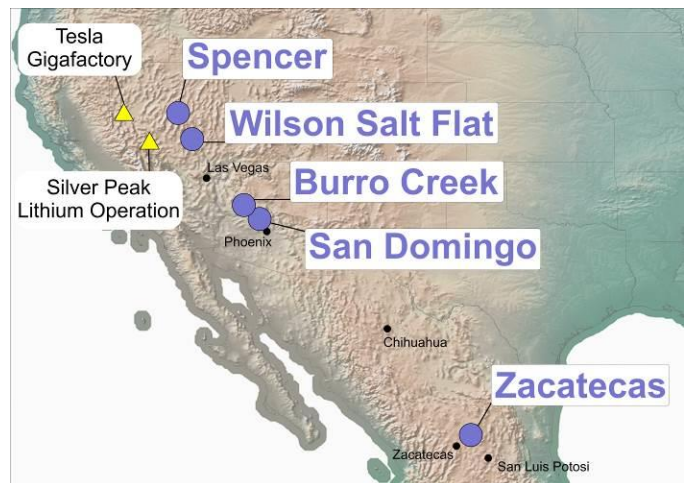 Tesla
Gigafactory
Spencer
Wilson Salt Flat
Las Vegas
Silver Peak
Lithium Operation
Burro Creek
San Domingo
Phoenix
Chihuahua
Zacatecas
Zacatecas
San Luis Potosi